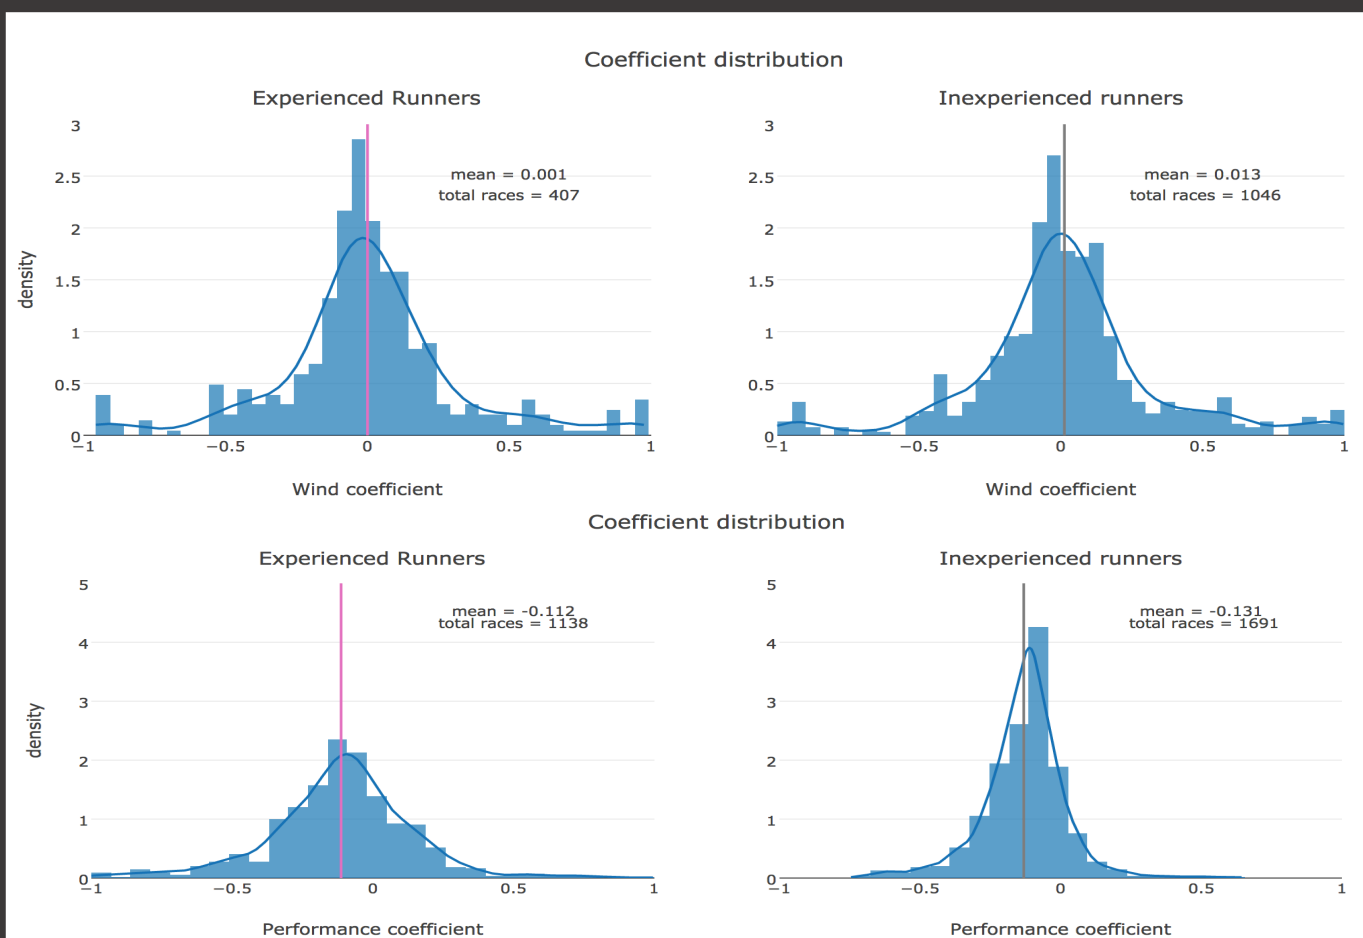 Coefficient distribution
Experienced Runners
Inexperienced runners
3
2.5
2
1.5
1
0.5
0
density
mean = 0.001
total races = 407
−1
−0.5
0
0.5
1
Wind coefficient
3
2.5
2
1.5
1
0.5
0
mean = 0.013
total races = 1046
−1
−0.5
0
0.5
1
Wind coefficient
Coefficient distribution
Experienced Runners
Inexperienced runners
5
4
3
2
1
0
density
mean = -0.112
total races = 1138
−1
−0.5
0
0.5
1
Performance coefficient
5
4
3
2
1
0
mean = -0.131
total races = 1691
−1
−0.5
0
0.5
1
Performance coefficient